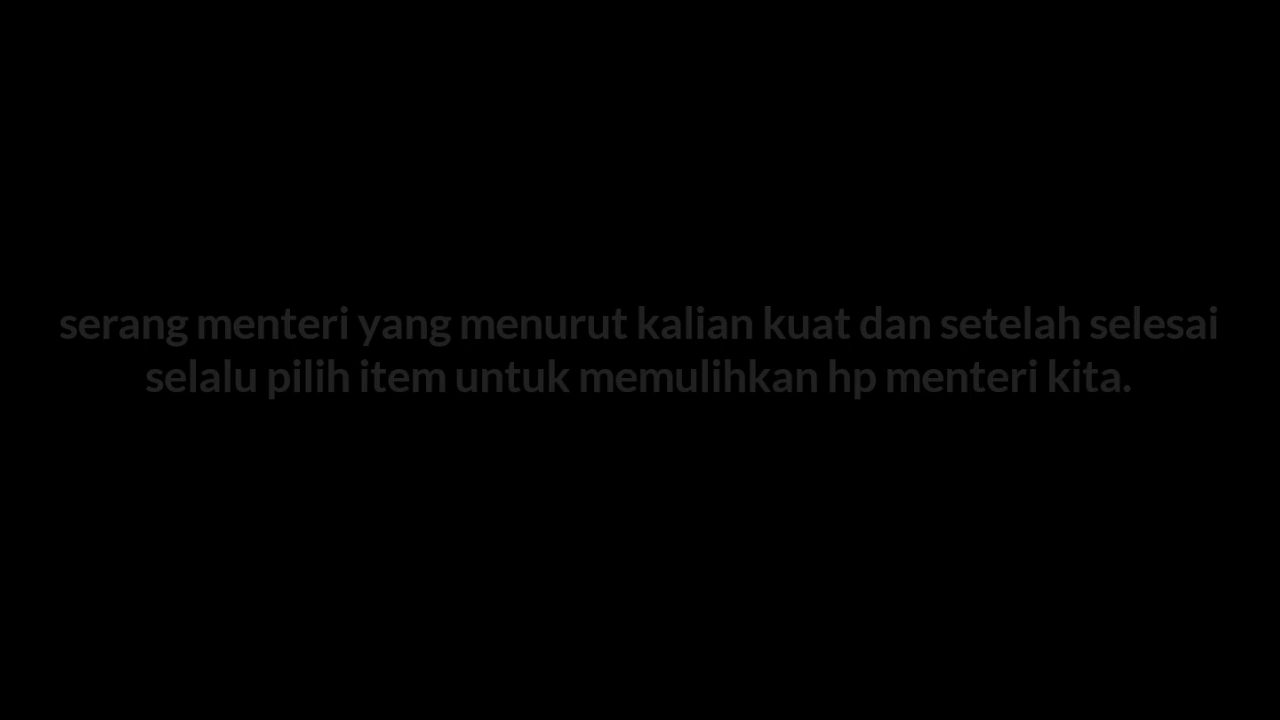 serang menteri yang menurut kalian kuat dan setelah selesai
selalu pilih item untuk memulihkan hp menteri kita.